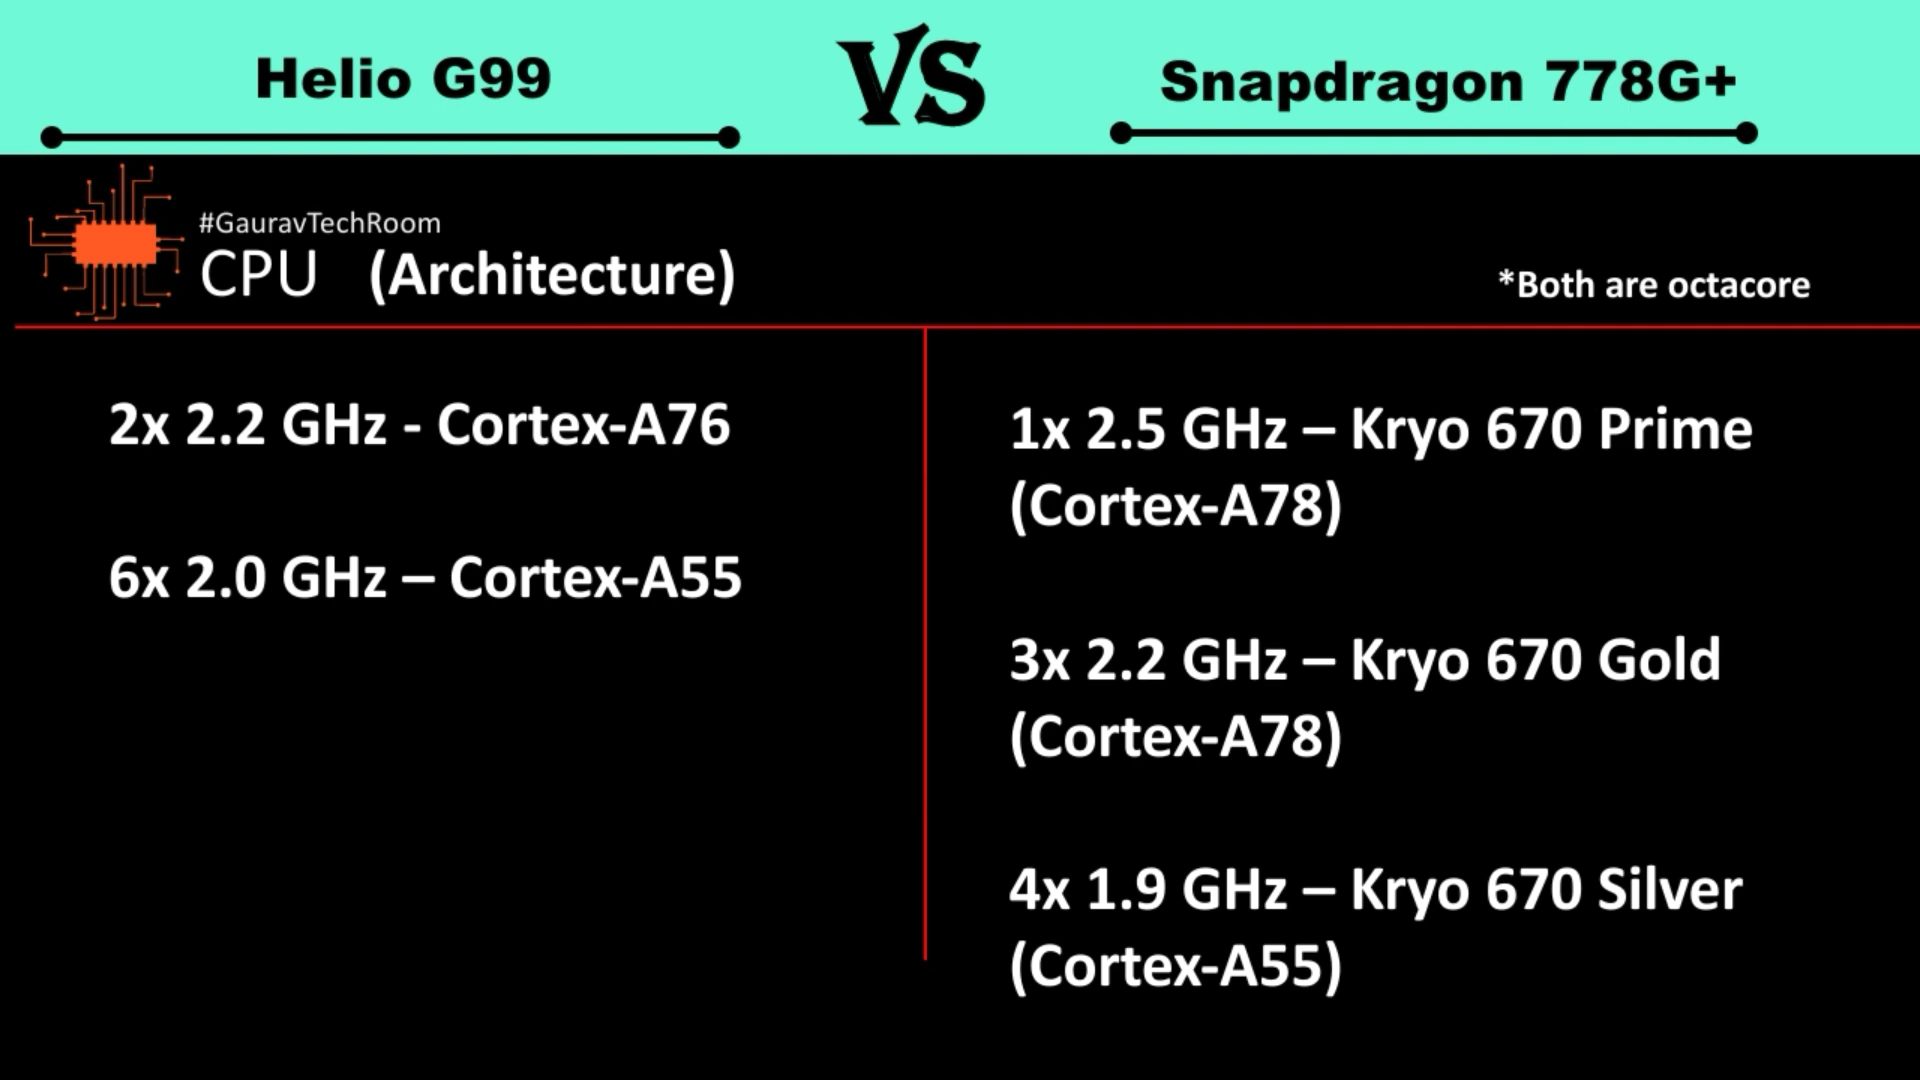 Helio G99
VS
Snapdragon 778G+
#GauravTechRoom
CPU (Architecture)
*Both are octacore
2x 2.2 GHz - Cortex-A76
6x 2.0 GHz – Cortex-A55
1x 2.5 GHz – Kryo 670 Prime
(Cortex-A78)
3x 2.2 GHz – Kryo 670 Gold
(Cortex-A78)
4x 1.9 GHz – Kryo 670 Silver
(Cortex-A55)